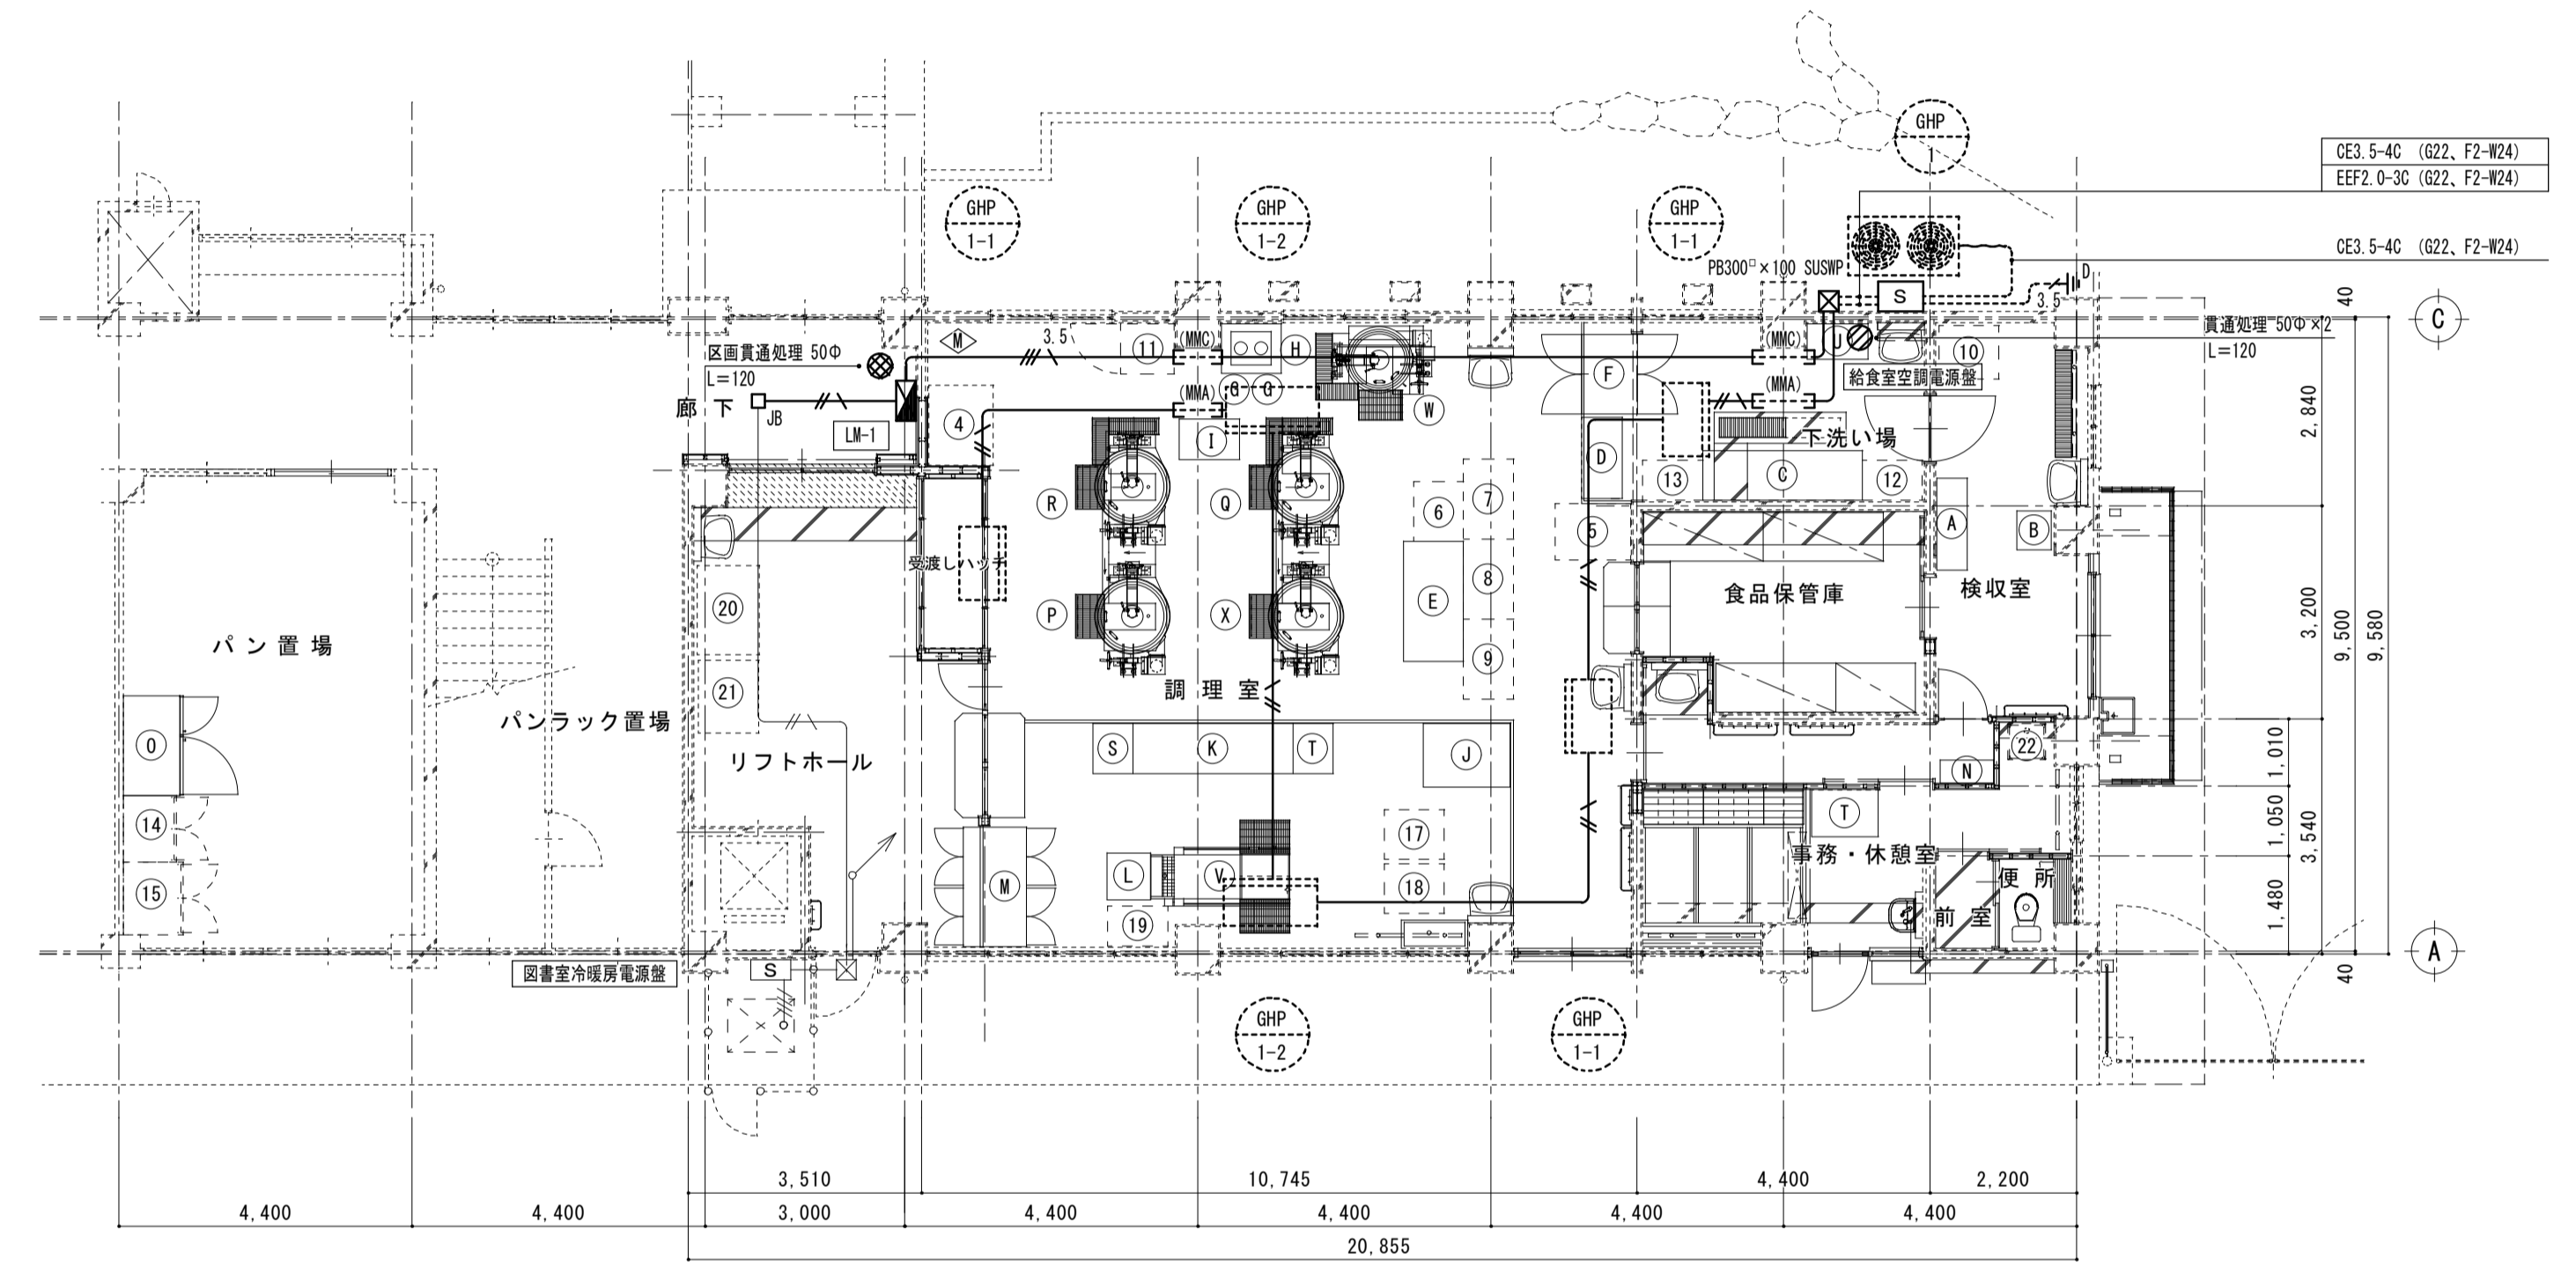 GHP
1
CE3.5-4C (G22、F2-W24)
EEF2.0-3C (G22、F2-W24)
GHP
1-1
GHP
1-2
GHP
1-1
CE3.5-4C (G22、F2-W24)
PB300□×100 SUSWP
S
D
3.5
40
C
貫通処理 50Φ×2
L=120
区画貫通処理 50Φ
L=120
M
3.5
11
(MMC)
H
(MMC)
U
10
給食室空調電源盤
廊下
JB
LM-1
4
(MMA)
G
G
I
W
F
(MMA)
下洗い場
2,840
D
13
C
12
R
Q
6
7
5
A
B
受渡しハッチ
20
P
X
E
8
9
食品保管庫
検収室
3,200
9,500
9,580
パン置場
21
調理室
パンラック置場
リフトホール
O
S
K
T
J
22
N
1,010
14
15
17
18
T
事務・休憩室
1,050
3,540
L
V
M
19
便所
前室
1,480
図書室冷暖房電源盤
S
A
40
GHP
1-2
GHP
1-1
3,510
10,745
4,400
2,200
4,400
4,400
3,000
4,400
4,400
4,400
4,400
20,855